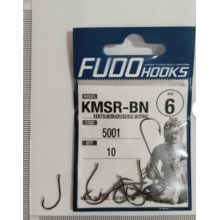 FUDO HOOKS
MODEL
KMSR-BN
SIZE
6
CODE
5001
QTY
10